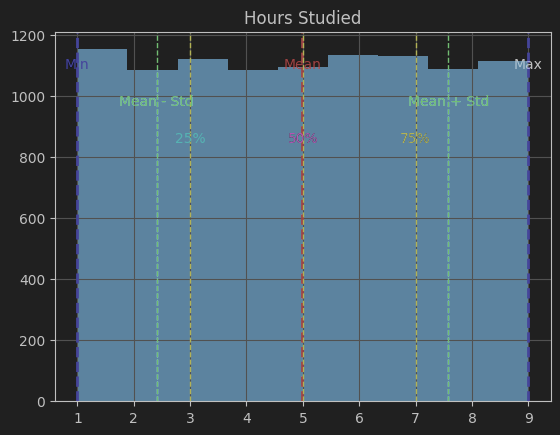 Hours Studied
1200
1000
800
600
400
200
0
Min
Mean
Max
Mean - Std
Mean + Std
25%
50%
75%
1 2 3 4 5 6 7 8 9